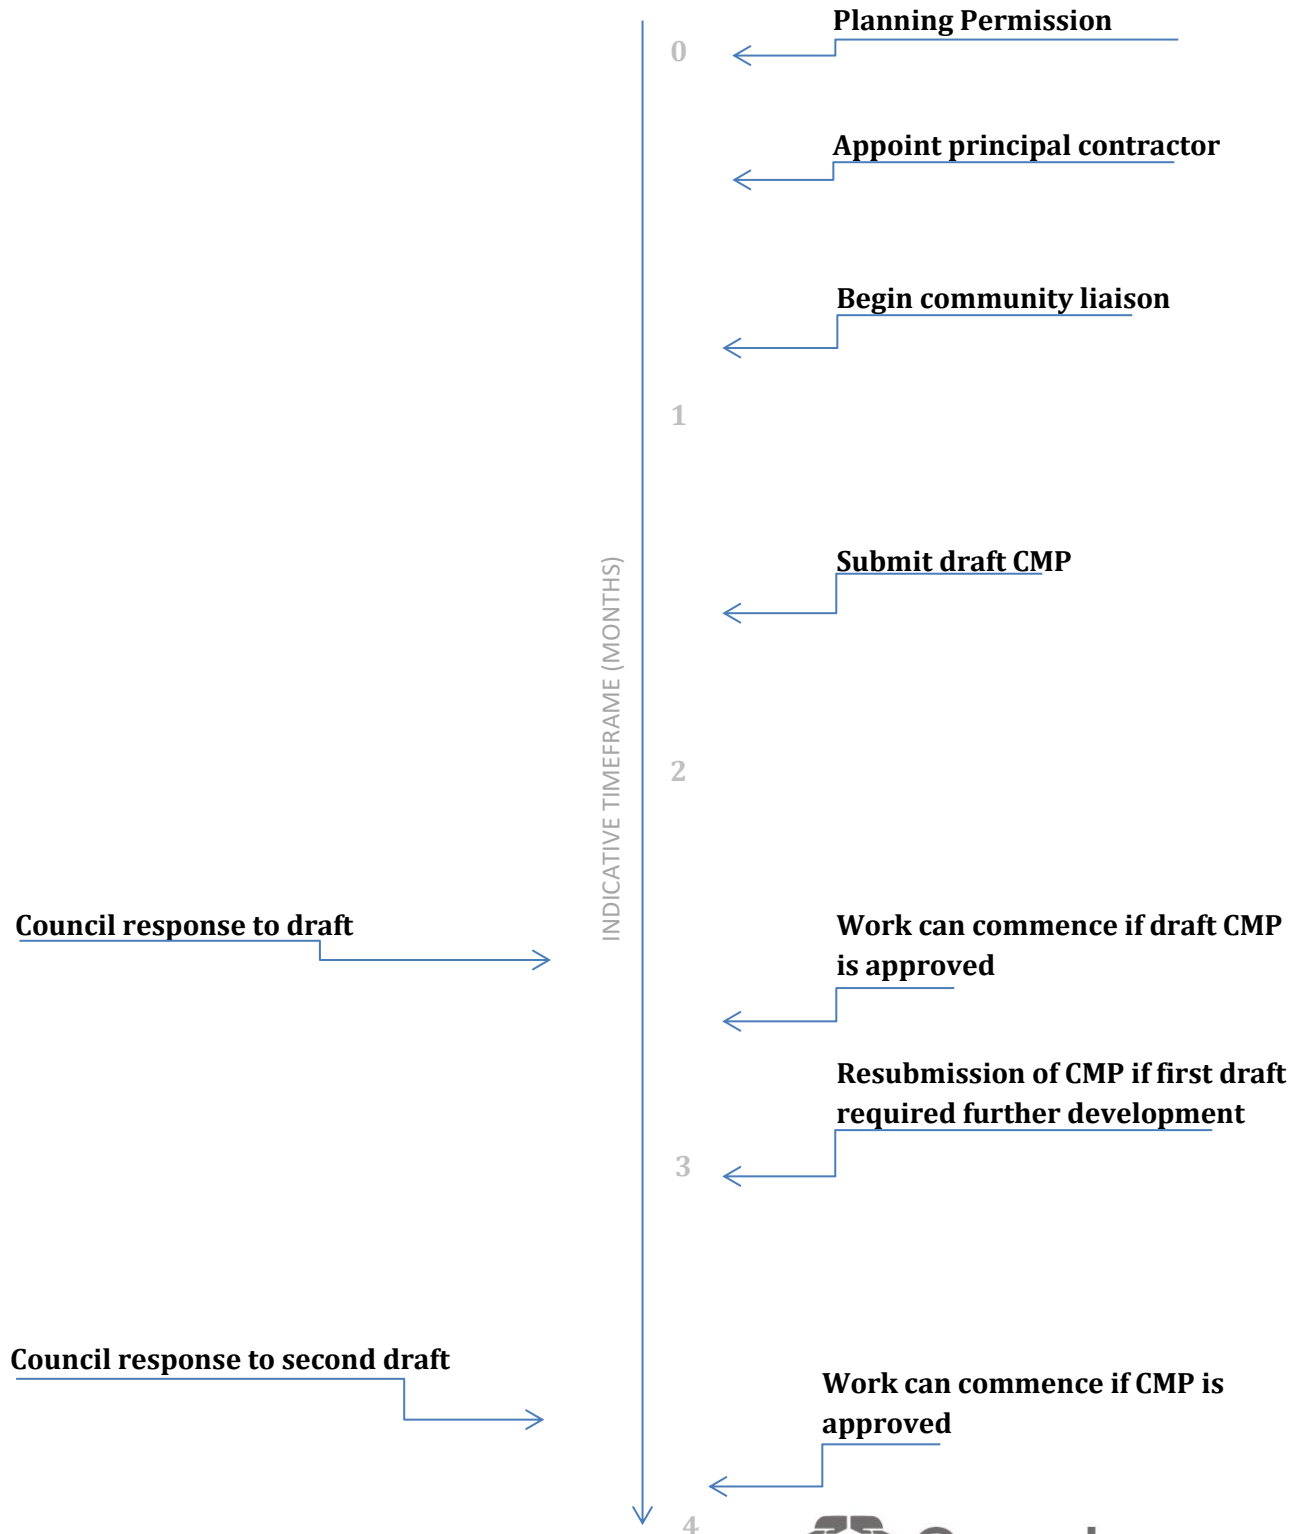 Planning Permission
0
Appoint principal contractor
Begin community liaison
1
Submit draft CMP
INDICATIVE TIMEFRAME (MONTHS)
2
Council response to draft
Work can commence if draft CMP
is approved
Resubmission of CMP if first draft
required further development
3
Council response to second draft
Work can commence if CMP is
approved
4